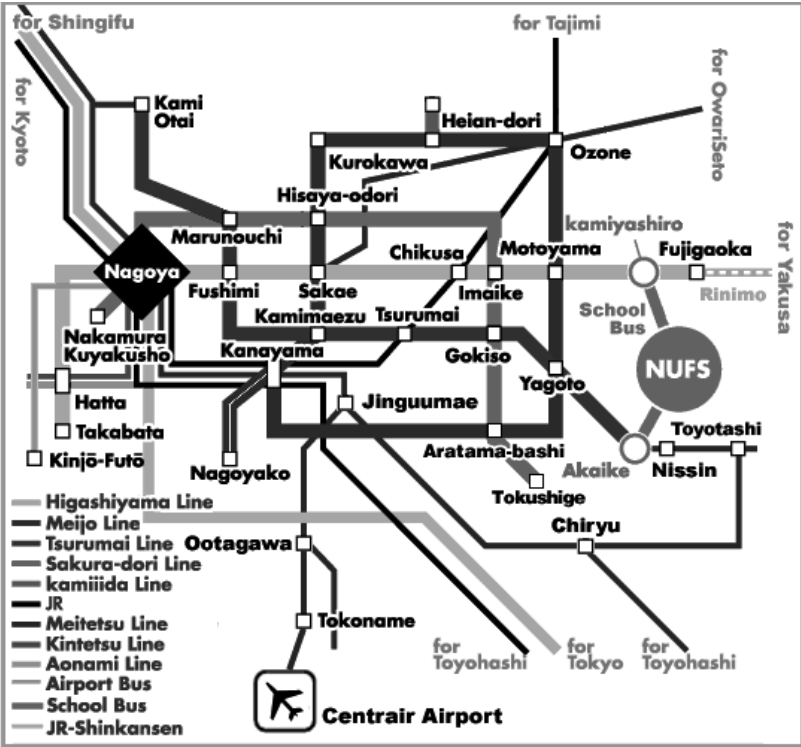 for Shingifu
for Tajimi
for Kyoto
for OwariSeto
Kami
Otai
Heian-dori
Kurokawa
Ozone
Hisaya-odori
Marunouchi
kamiyashiro
for Yakusa
Chikusa
Motoyama
Fujigaoka
Nagoya
Fushimi
Sakae
Imaike
Rinimo
School
Bus
Kamimaezu
Tsurumai
Nakamura
Kuyakusho
Kanayama
Gokiso
Yagoto
NUFS
Hatta
Jinguumae
Takabata
Toyotashi
Kinjō-Futō
Nagoyako
Aratama-bashi
Akaike
Nissin
Tokushige
Higashiyama Line
Meijo Line
Tsurumai Line
Sakura-dori Line
kamiiida Line
JR
Meitetsu Line
Kintetsu Line
Aonami Line
Airport Bus
School Bus
JR-Shinkansen
Chiryu
Ootagawa
Tokoname
for
Toyohashi
for
Tokyo
for
Toyohashi
Centrair Airport